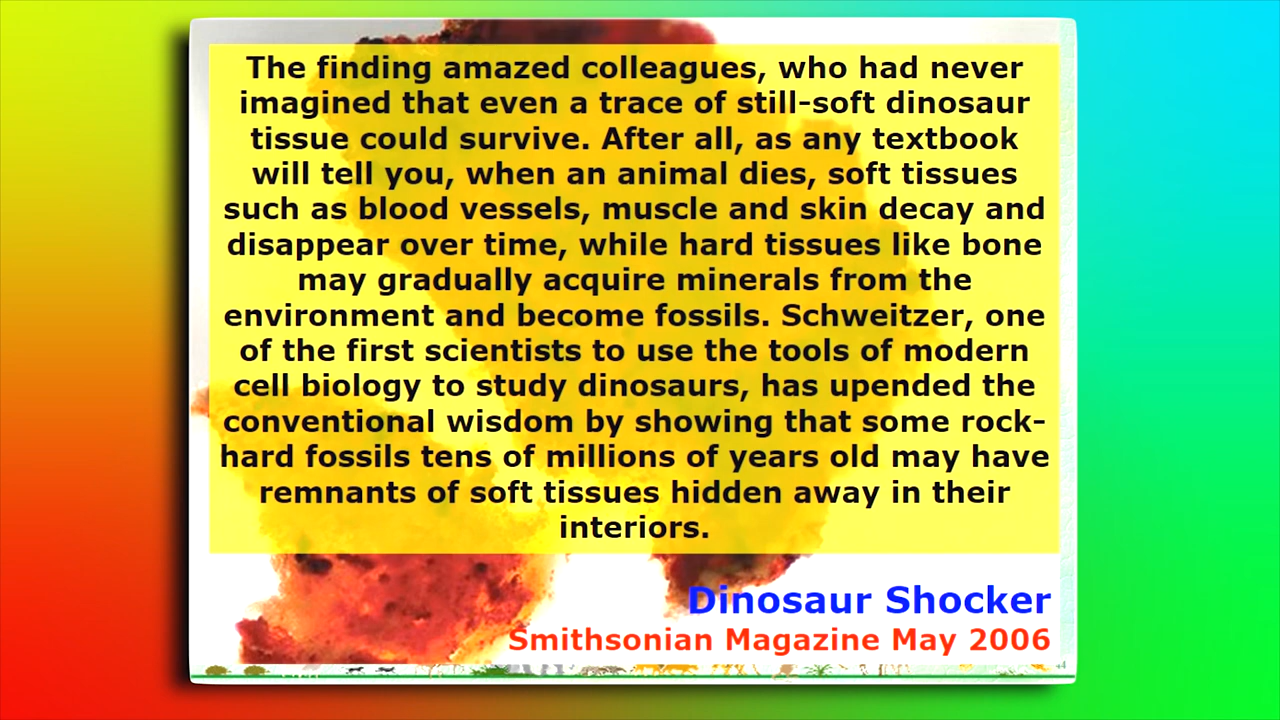 The finding amazed colleagues, who had never
imagined that even a trace of still-soft dinosaur
tissue could survive. After all, as any textbook
will tell you, when an animal dies, soft tissues
such as blood vessels, muscle and skin decay and
disappear over time, while hard tissues like bone
may gradually acquire minerals from the
environment and become fossils. Schweitzer, one
of the first scientists to use the tools of modern
cell biology to study dinosaurs, has upended the
conventional wisdom by showing that some rock-
hard fossils tens of millions of years old may have
remnants of soft tissues hidden away in their
interiors.
Dinosaur Shocker
Smithsonian Magazine May 2006